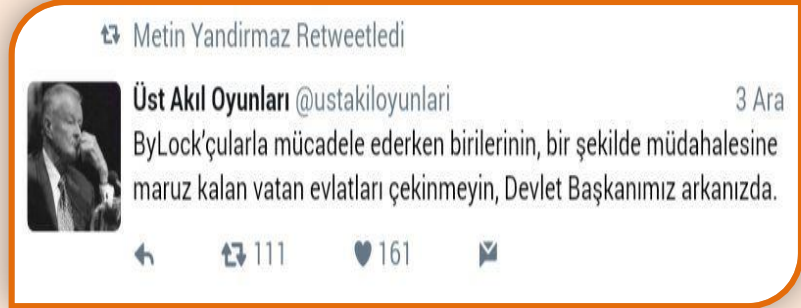 Metin Yandirmaz Retweetledi
Üst Akıl Oyunları @ustakiloyunlari 3 Ara
ByLock'çularla mücadele ederken birilerinin, bir şekilde müdahalesine
maruz kalan vatan evlatları çekinmeyin, Devlet Başkanımız arkanızda.
111 161